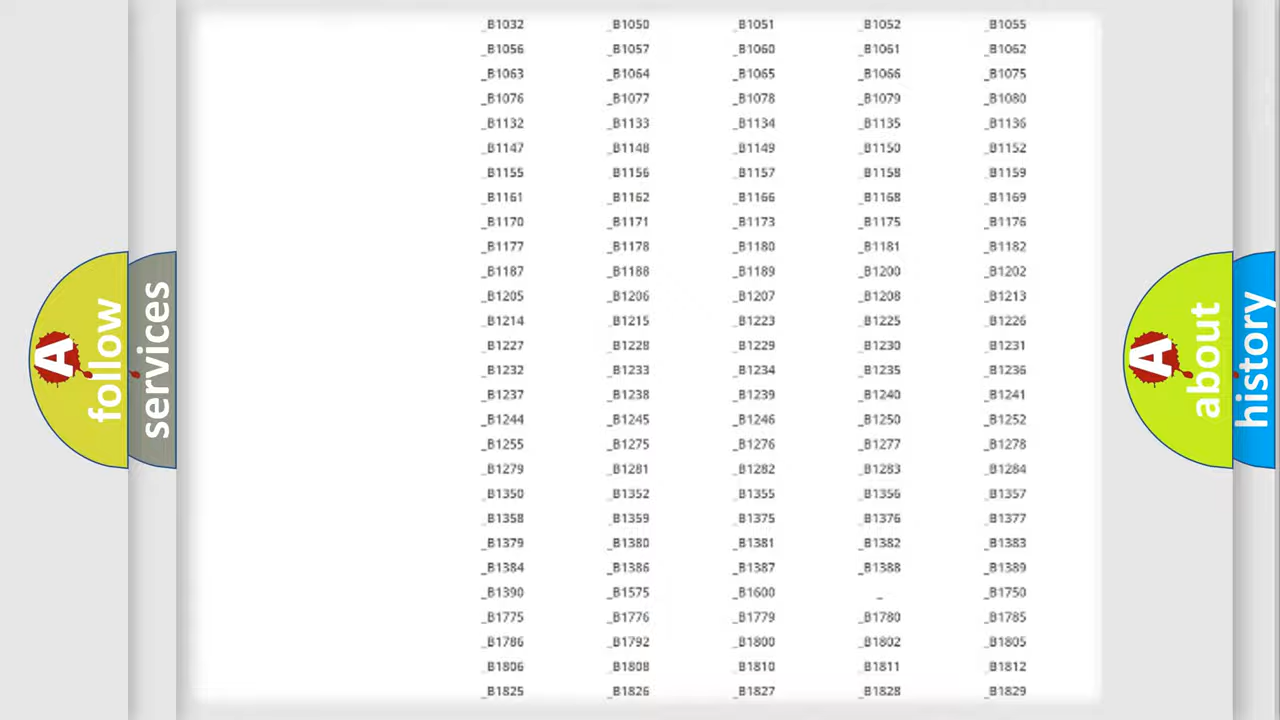 _B1032 _B1050 _B1051 _B1052 _B1055
_B1056 _B1057 _B1060 _B1061 _B1062
_B1063 _B1064 _B1065 _B1066 _B1075
_B1076 _B1077 _B1078 _B1079 _B1080
_B1132 _B1133 _B1134 _B1135 _B1136
_B1147 _B1148 _B1149 _B1150 _B1152
_B1155 _B1156 _B1157 _B1158 _B1159
_B1161 _B1162 _B1166 _B1168 _B1169
_B1170 _B1171 _B1173 _B1175 _B1176
_B1177 _B1178 _B1180 _B1181 _B1182
_B1187 _B1188 _B1189 _B1200 _B1202
_B1205 _B1206 _B1207 _B1208 _B1213
_B1214 _B1215 _B1223 _B1225 _B1226
_B1227 _B1228 _B1229 _B1230 _B1231
_B1232 _B1233 _B1234 _B1235 _B1236
_B1237 _B1238 _B1239 _B1240 _B1241
_B1244 _B1245 _B1246 _B1250 _B1252
_B1255 _B1275 _B1276 _B1277 _B1278
_B1279 _B1281 _B1282 _B1283 _B1284
_B1350 _B1352 _B1355 _B1356 _B1357
_B1358 _B1359 _B1375 _B1376 _B1377
_B1379 _B1380 _B1381 _B1382 _B1383
_B1384 _B1386 _B1387 _B1388 _B1389
_B1390 _B1575 _B1600 _ _B1750
_B1775 _B1776 _B1779 _B1780 _B1785
_B1786 _B1792 _B1800 _B1802 _B1805
_B1806 _B1808 _B1810 _B1811 _B1812
_B1825 _B1826 _B1827 _B1828 _B1829
A follow
services
A about
history